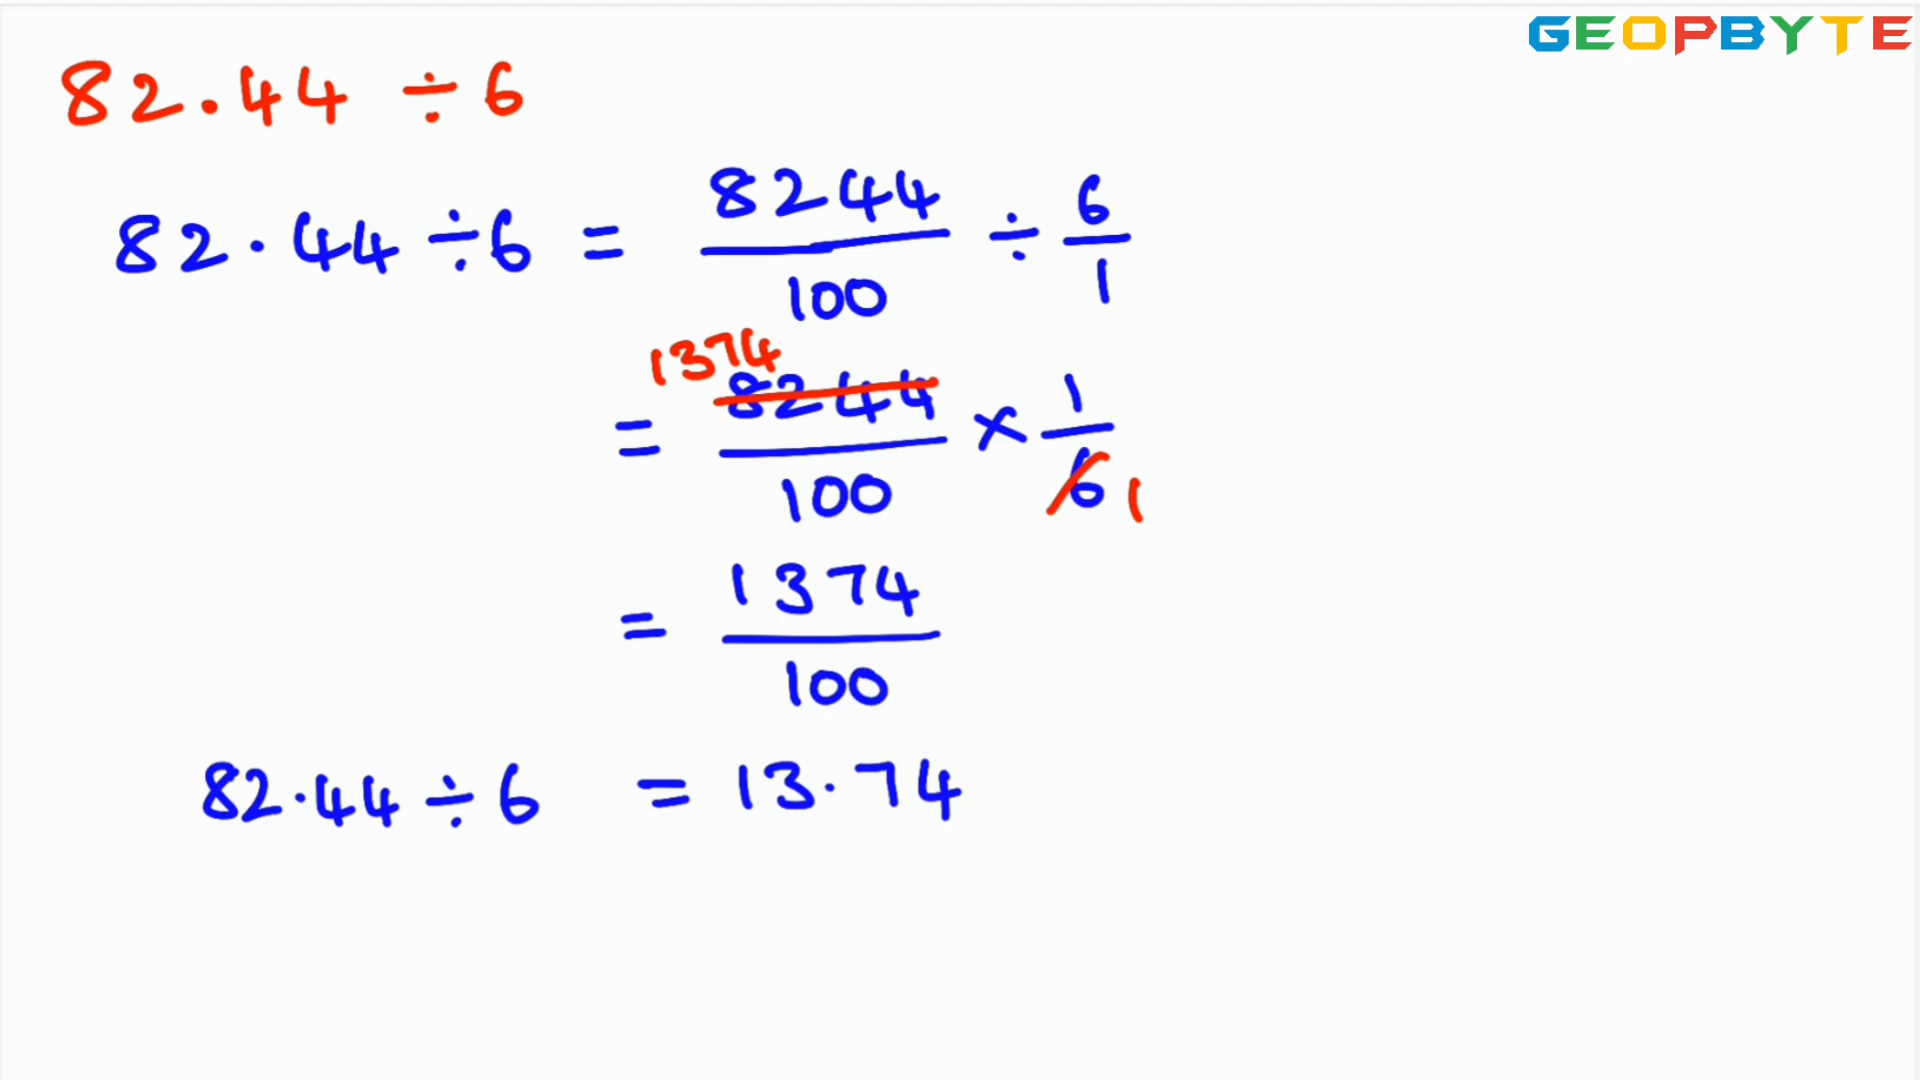 GEOPBYTE
82.44 ÷ 6
82.44 ÷ 6 = 8244/100 ÷ 6/1
1374 1
= 8244/100 × 1/6
= 1374/100
82.44 ÷ 6 = 13.74